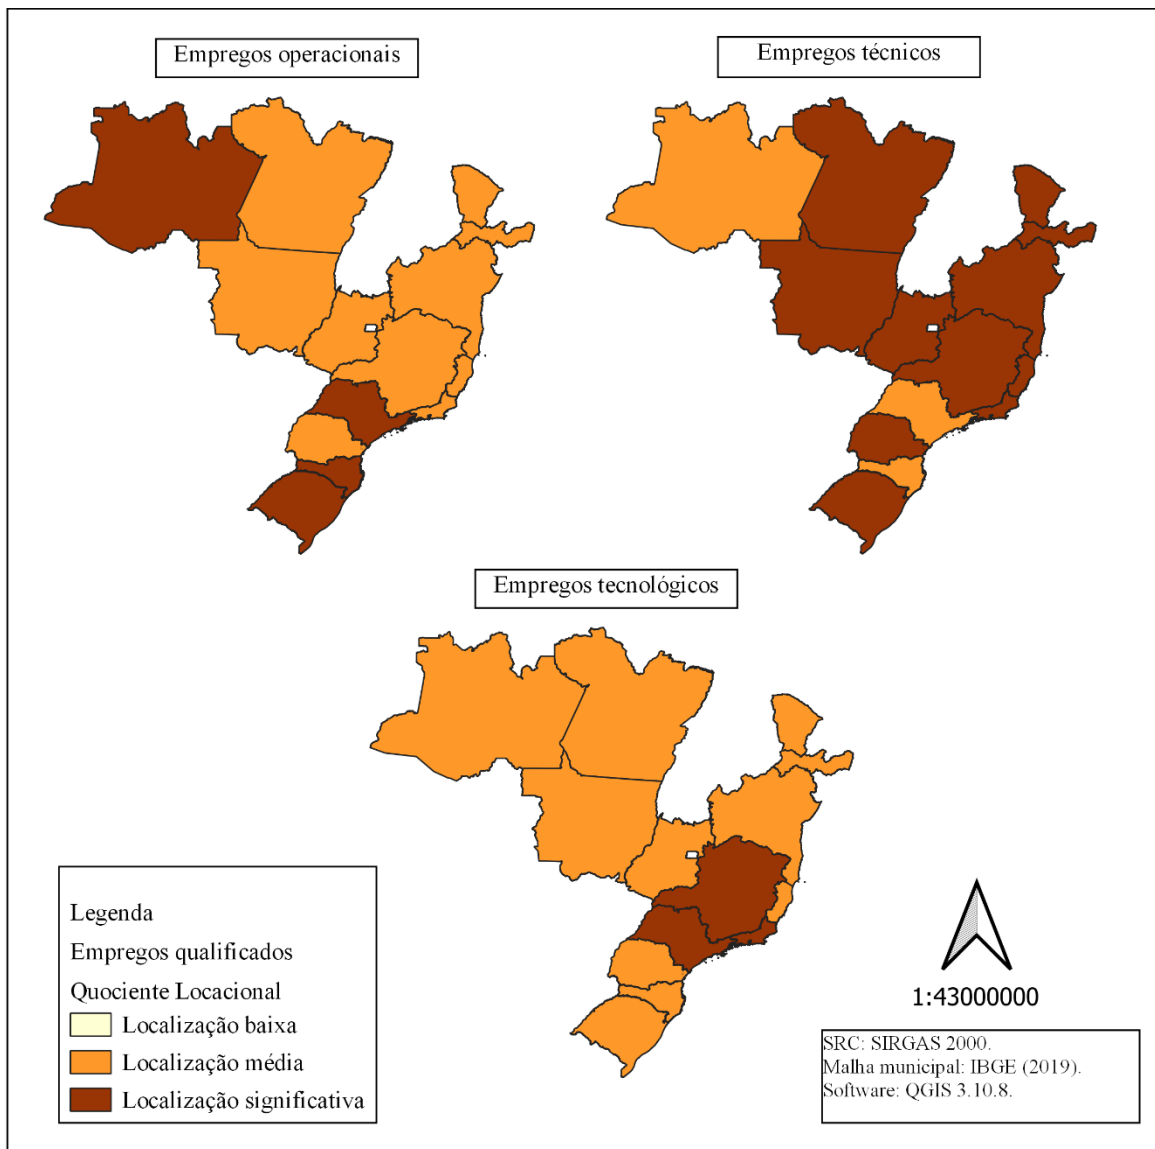 Empregos operacionais
Empregos técnicos
Empregos tecnológicos
Legenda
Empregos qualificados
Quociente Locacional
Localização baixa
Localização média
Localização significativa
1:43000000
SRC: SIRGAS 2000.
Malha municipal: IBGE (2019).
Software: QGIS 3.10.8.